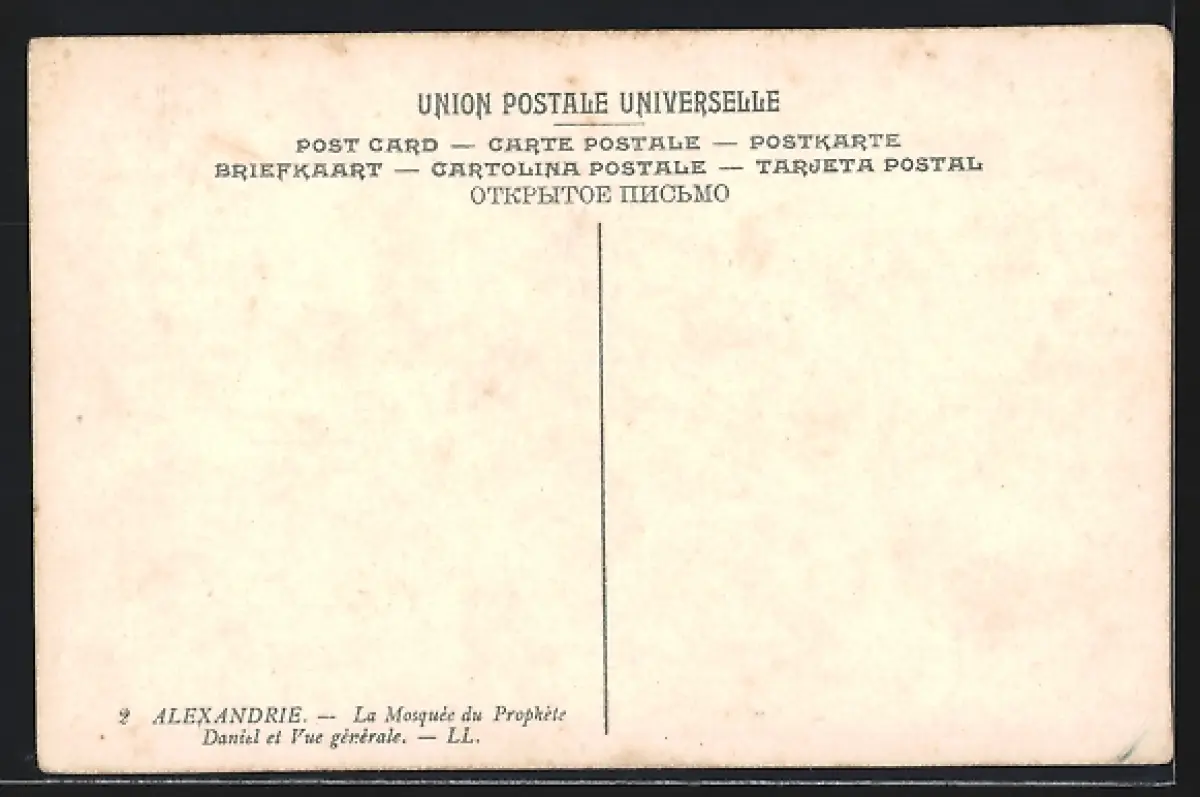 UNION POSTALE UNIVERSELLE
POST CARD — CARTE POSTALE — POSTKARTE
BRIEFKAART — CARTOLINA POSTALE — TARJETA POSTAL
ОТКРЫТОЕ ПИСЬМО
2 ALEXANDRIE. — La Mosquée du Prophète
Daniel et Vue générale. — LL.